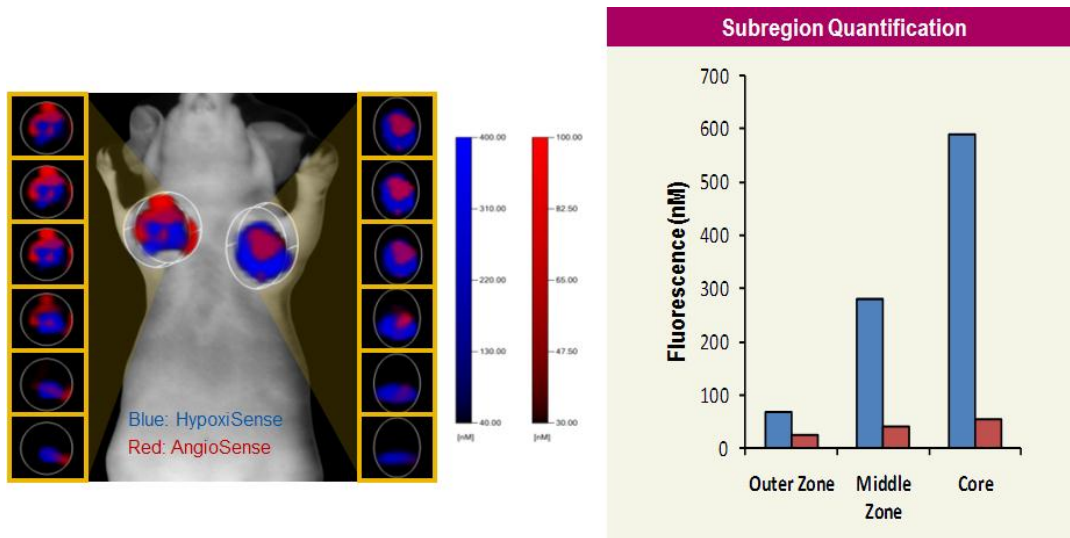 Blue: HypoxiSense
Red: AngioSense
400.00
310.00
220.00
130.00
40.00
[nM]
100.00
82.50
65.00
47.50
30.00
[nM]
Subregion Quantification
Fluorescence (nM)
700
600
500
400
300
200
100
0
Outer Zone
Middle
Zone
Core